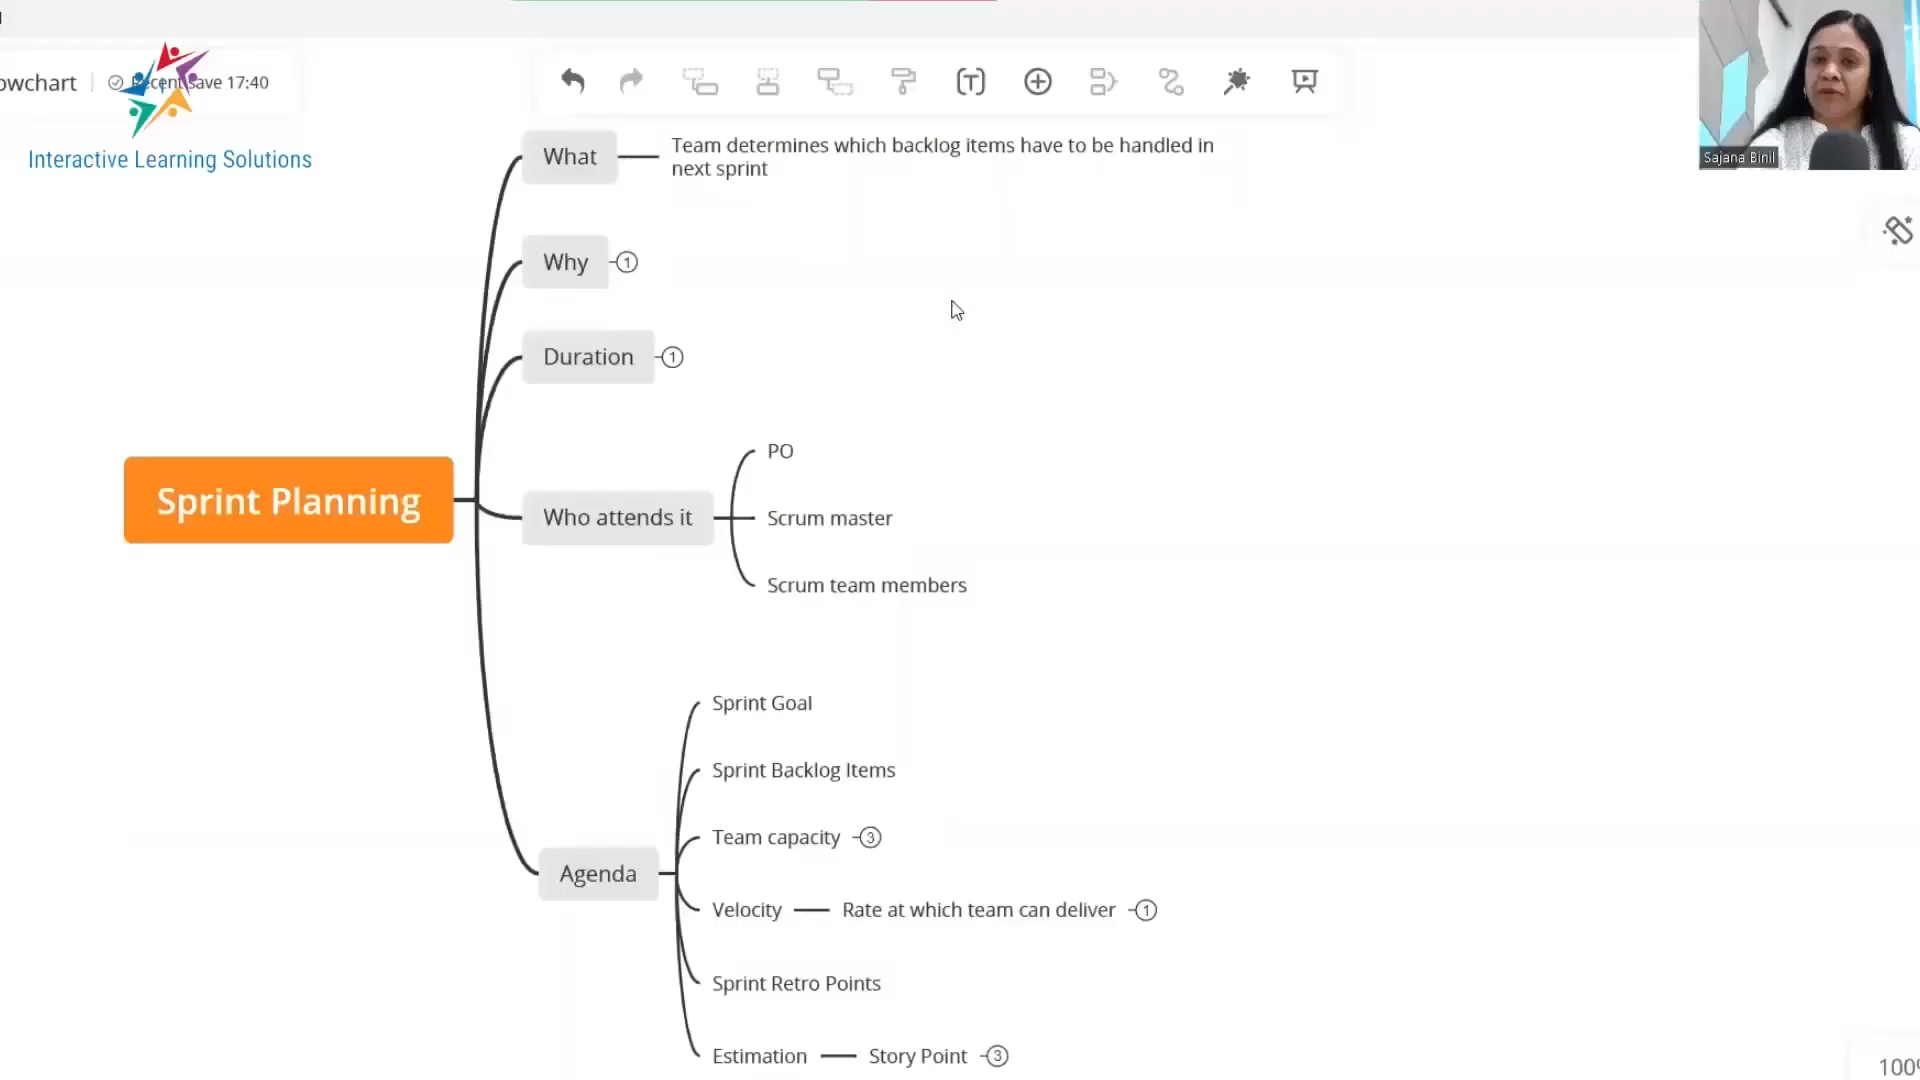 owchart
Recent save 17:40
Interactive Learning Solutions
Sajana Binil
What
Team determines which backlog items have to be handled in
next sprint
Why
1
Duration
1
Sprint Planning
Who attends it
PO
Scrum master
Scrum team members
Agenda
Sprint Goal
Sprint Backlog Items
Team capacity
3
Velocity
Rate at which team can deliver
1
Sprint Retro Points
Estimation
Story Point
3
100%